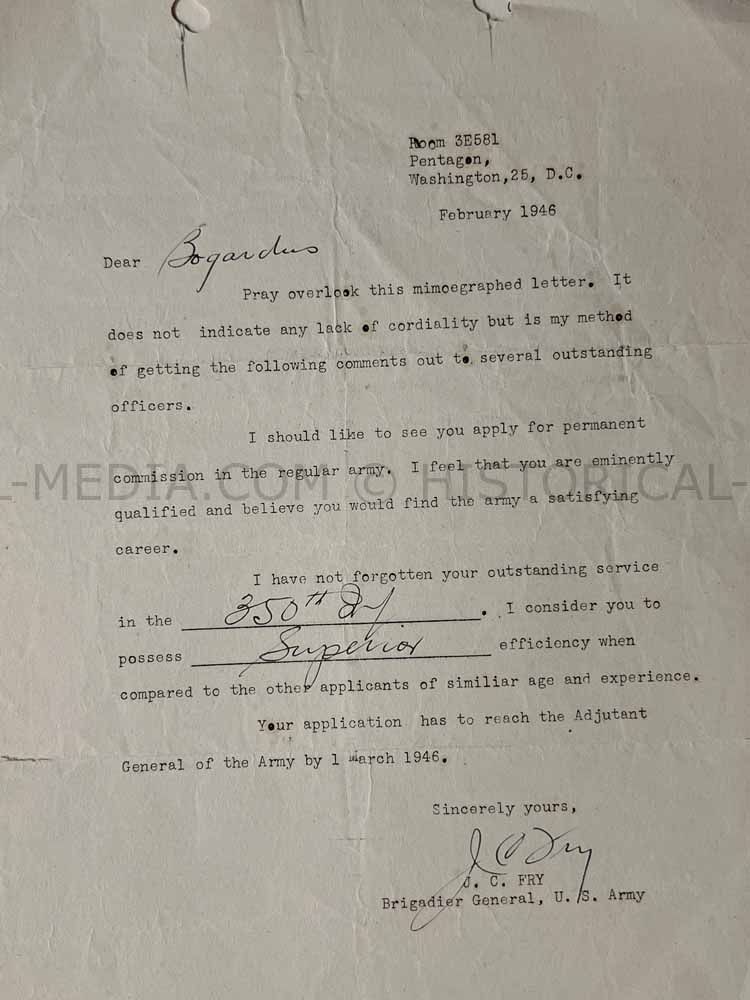 Room 3E581
Pentagon,
Washington,25, D.C.
February 1946
Dear Bogardus
Pray overlook this mimoegraphed letter. It
does not indicate any lack of cordiality but is my method
of getting the following comments out to several outstanding
officers.
I should like to see you apply for permanent
commission in the regular army. I feel that you are eminently
L-MEDIA.COM © HISTORICAL-
qualified and believe you would find the army a satisfying
career.
I have not forgotten your outstanding service
in the 350th Inf. I consider you to
possess Superior efficiency when
compared to the other applicants of similiar age and experience.
Your application has to reach the Adjutant
General of the Army by 1 March 1946.
Sincerely yours,
J C Fry
J. C. FRY
Brigadier General, U. S. Army